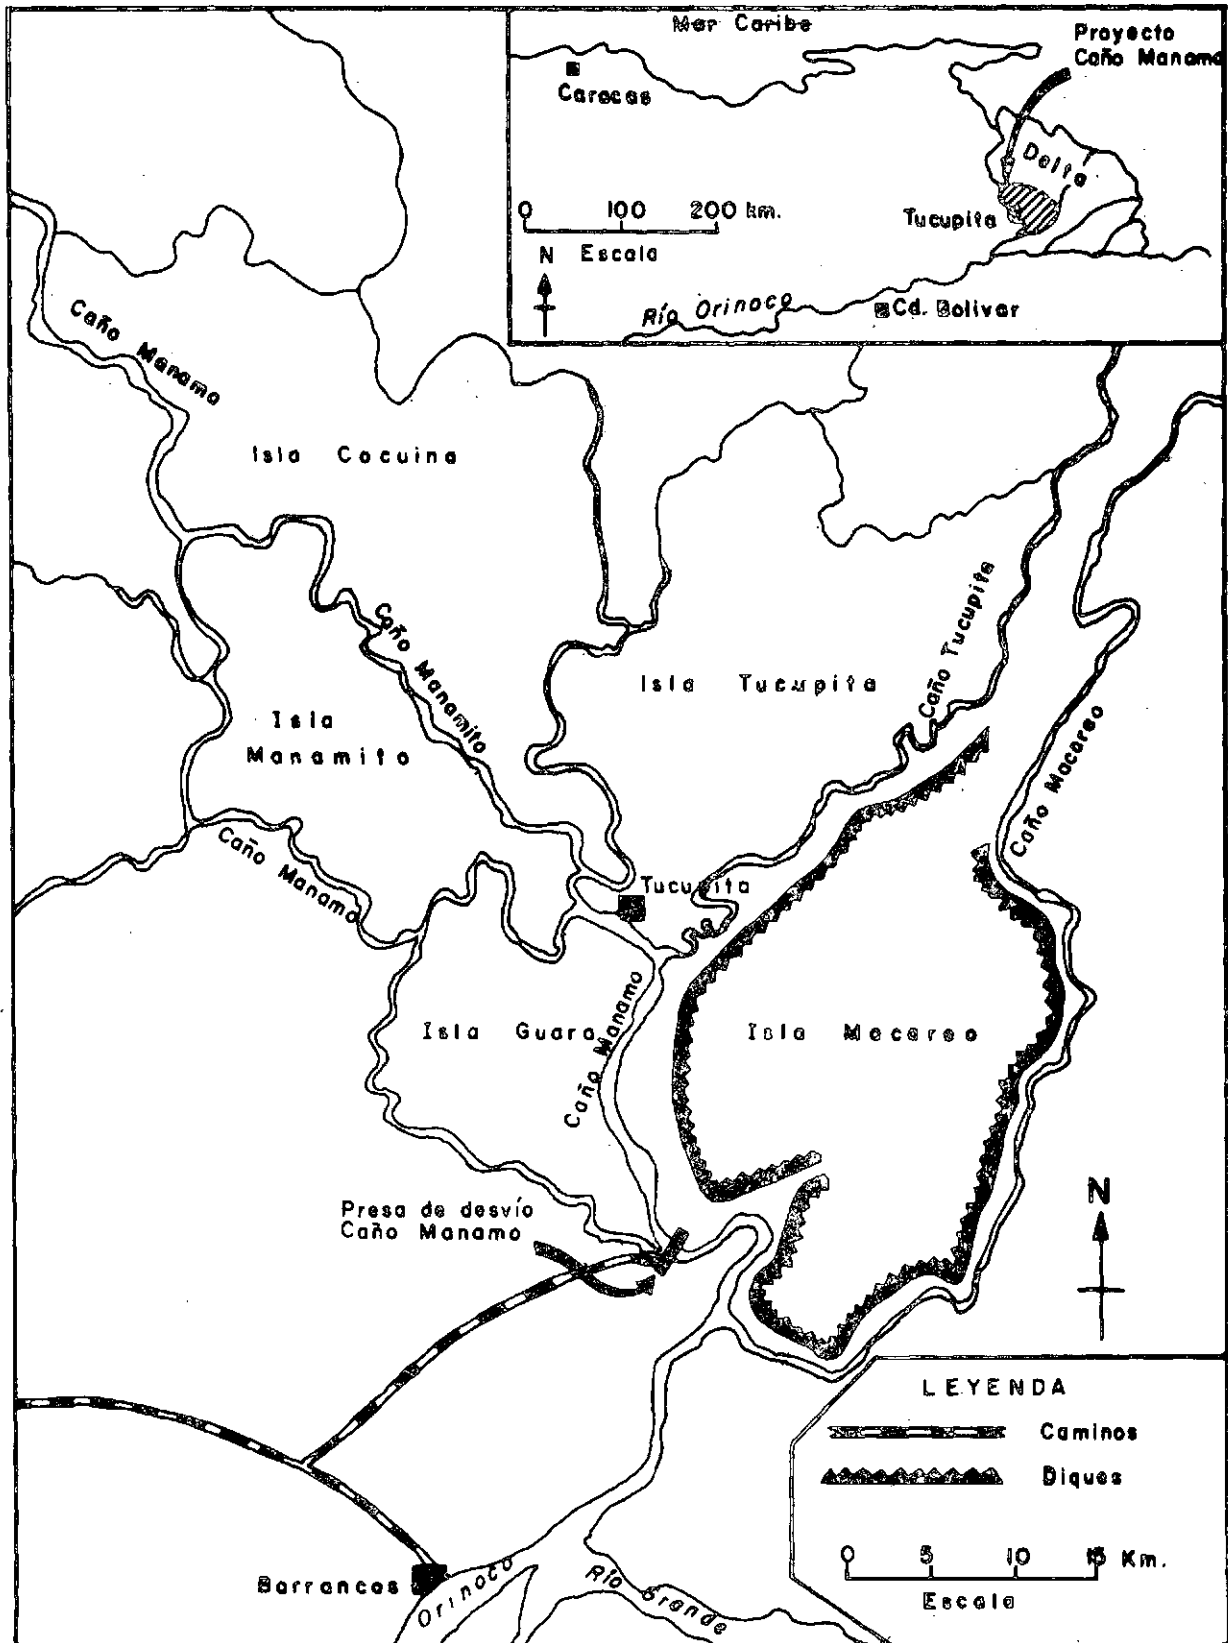 Mar Caribe
Proyecto
Caño Manamo
Caracas
Delta
0 100 200 km.
Tucupita
N Escala
Río Orinoco
Cd. Bolivar
Caño Manamo
Isla Cocuina
Caño Manamito
Caño Tucupita
Isla Tucupita
Isla
Manamito
Caño Macareo
Caño Manamo
Tucupita
Isla Guara
Caño Manamo
Isla Macareo
Presa de desvío
Caño Manamo
N
LEYENDA
Caminos
Diques
0 5 10 15 Km.
Escala
Barrancas
Orinoco
Río Grande